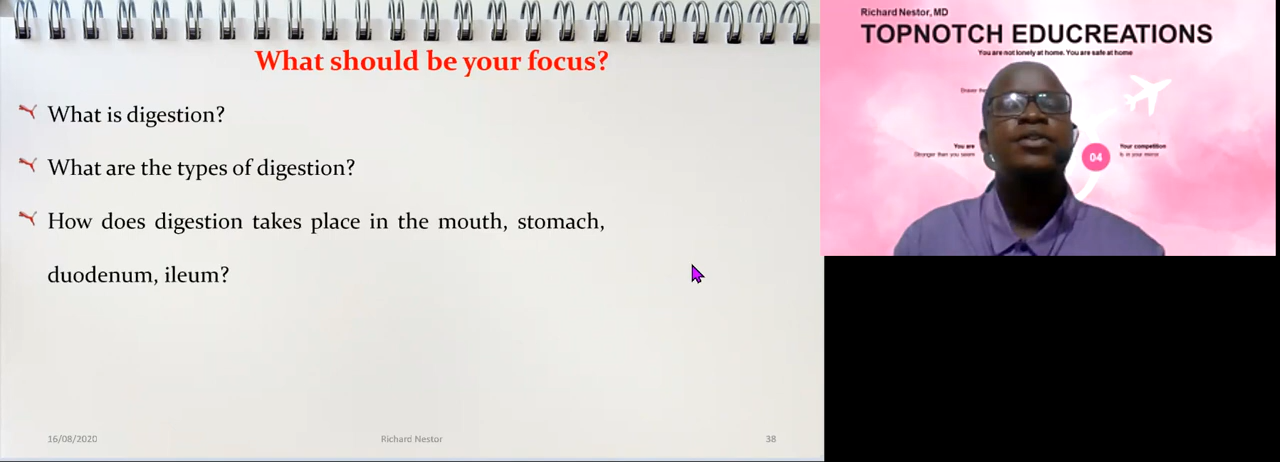 What should be your focus?
What is digestion?
What are the types of digestion?
How does digestion takes place in the mouth, stomach,
duodenum, ileum?
16/08/2020
Richard Nestor
38
Richard Nestor, MD
TOPNOTCH EDUCREATIONS
You are not lonely at home. You are safe at home
You are
Stronger than you seem
04
Your competition
is in your mirror